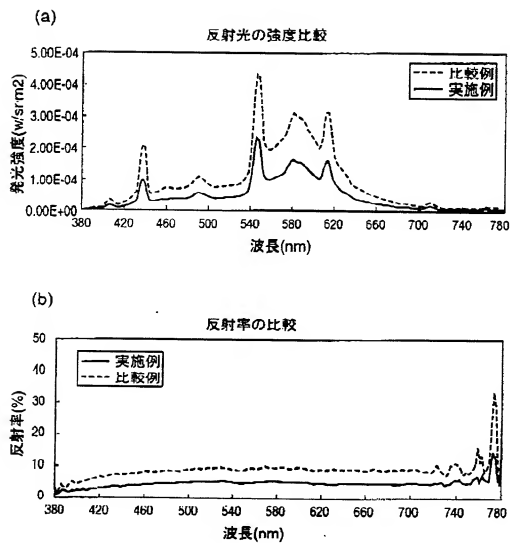 (a)
反射光の強度比較
5.00E-04
4.00E-04
3.00E-04
2.00E-04
1.00E-04
0.00E+00
発光強度(w/sr·m2)
比較例
実施例
380 420 460 500 540 580 620 660 700 740 780
波長(nm)
(b)
反射率の比較
50
40
30
20
10
0
反射率(%)
実施例
比較例
380 420 460 500 540 580 620 660 700 740 780
波長(nm)